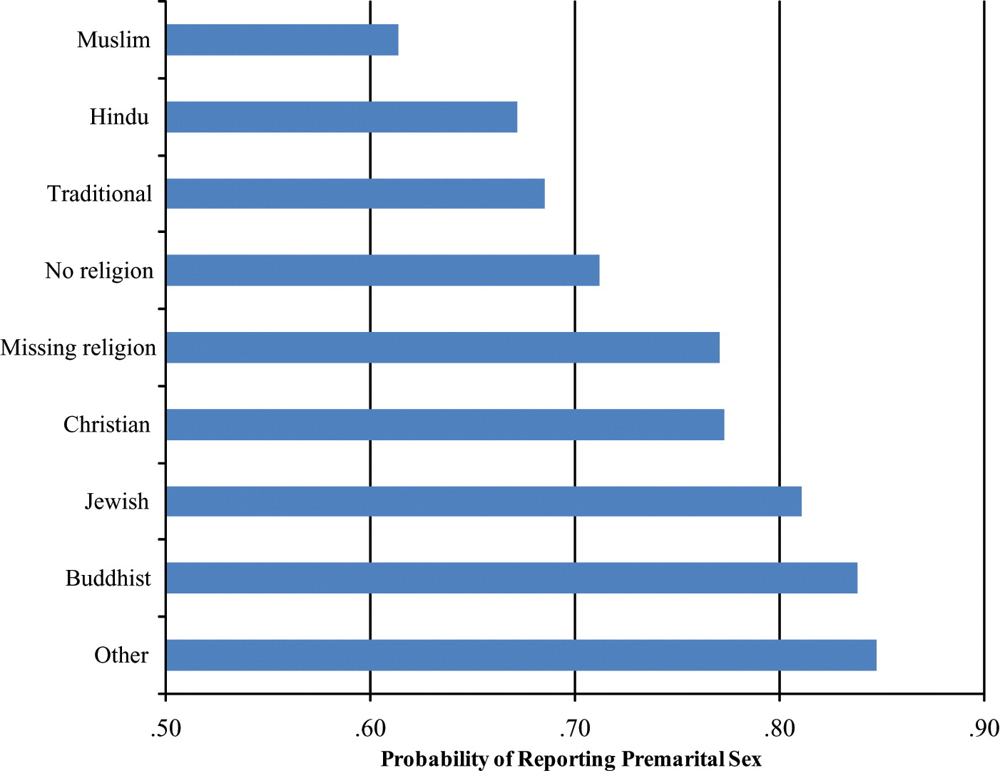 Muslim
Hindu
Traditional
No religion
Missing religion
Christian
Jewish
Buddhist
Other
.50 .60 .70 .80 .90
Probability of Reporting Premarital Sex